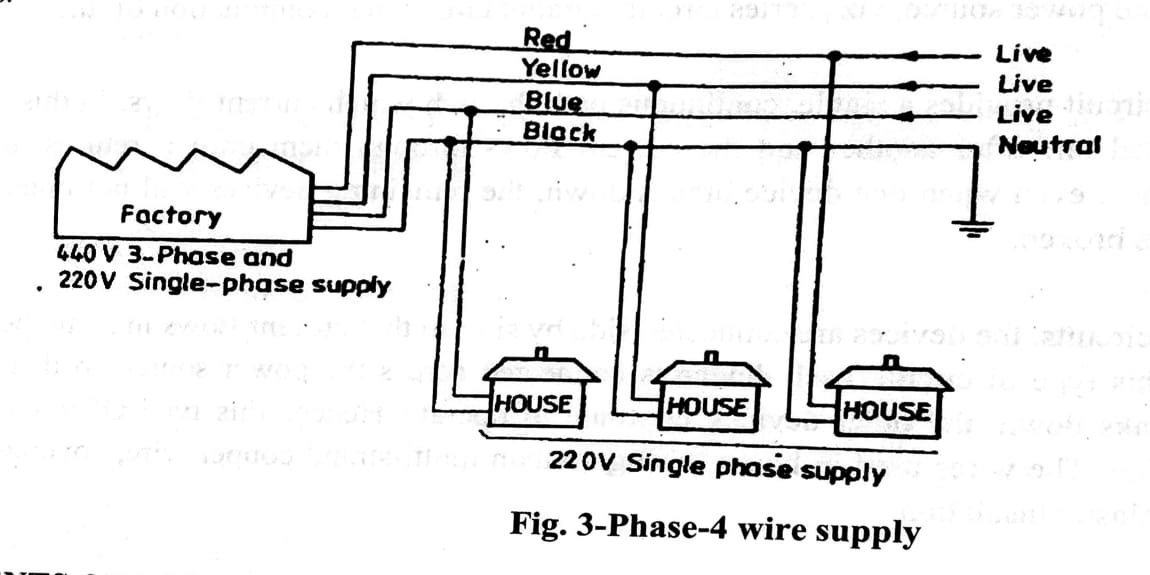 Red
Live
Yellow
Live
Blue
Live
Black
Neutral
Factory
440 V 3-Phase and
220V Single-phase supply
HOUSE
HOUSE
HOUSE
220V Single phase supply
Fig. 3-Phase-4 wire supply